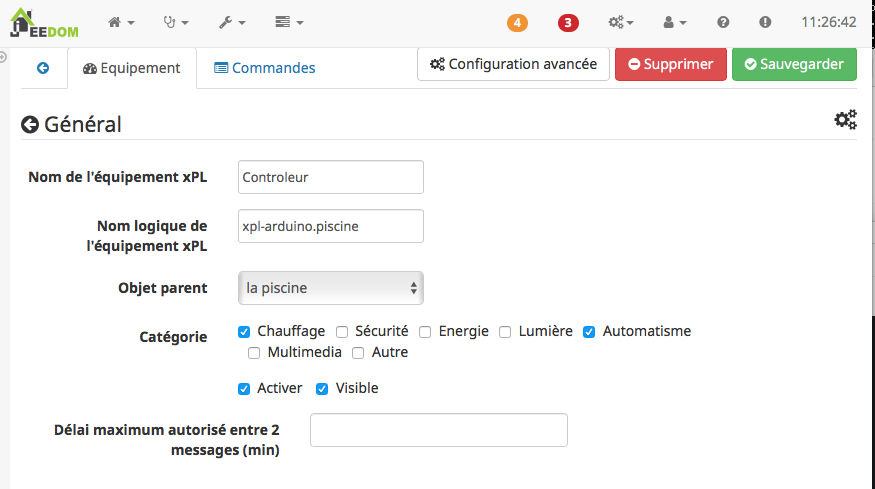 JEEDOM 4 3 11:26:42
Equipement Commandes Configuration avancée Supprimer Sauvegarder
Général
Nom de l'équipement xPL Controleur
Nom logique de l'équipement xPL xpl-arduino.piscine
Objet parent la piscine
Catégorie Chauffage Sécurité Energie Lumière Automatisme
Multimedia Autre
Activer Visible
Délai maximum autorisé entre 2
messages (min)